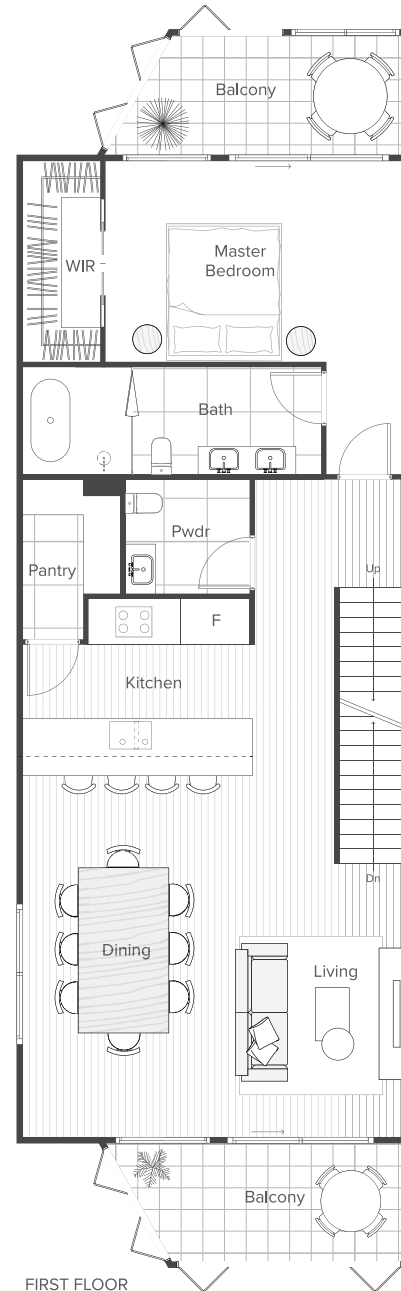 Balcony
Master
Bedroom
WIR
Bath
Pwdr
Pantry
Up
F
Kitchen
Dn
Dining
Living
Balcony
FIRST FLOOR